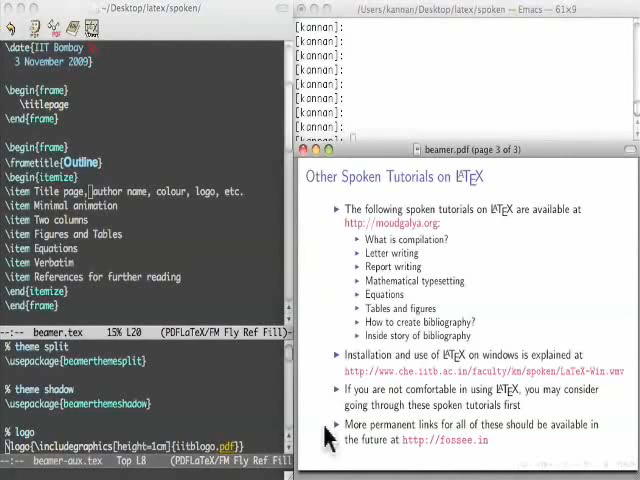 ~/Desktop/latex/spoken/
\date{IIT Bombay \\
3 November 2009}
\begin{frame}
\titlepage
\end{frame}
\begin{frame}
\frametitle{Outline}
\begin{itemize}
\item Title page, author name, colour, logo, etc.
\item Minimal animation
\item Two columns
\item Figures and Tables
\item Equations
\item Verbatim
\item References for further reading
\end{itemize}
\end{frame}
--:-- beamer.tex 15% L20 (PDFLaTeX/FM Fly Ref Fill)
% theme split
\usepackage{beamerthemesplit}
% theme shadow
\usepackage{beamerthemeshadow}
% logo
\logo{\includegraphics[height=1cm]{iitblogo.pdf}}
--:-- beamer-aux.tex Top L8 (PDFLaTeX/FM Fly Ref Fill)
/Users/kannan/Desktop/latex/spoken — Emacs — 61×9
[kannan]:
[kannan]:
[kannan]:
[kannan]:
[kannan]:
[kannan]:
[kannan]:
[kannan]:
[kannan]:
beamer.pdf (page 3 of 3)
Other Spoken Tutorials on LATEX
The following spoken tutorials on LATEX are available at
http://moudgalya.org:
What is compilation?
Letter writing
Report writing
Mathematical typesetting
Equations
Tables and figures
How to create bibliography?
Inside story of bibliography
Installation and use of LATEX on windows is explained at
http://www.che.iitb.ac.in/faculty/km/spoken/LaTeX-Win.wmv
If you are not comfortable in using LATEX, you may consider
going through these spoken tutorials first
More permanent links for all of these should be available in
the future at http://fossee.in